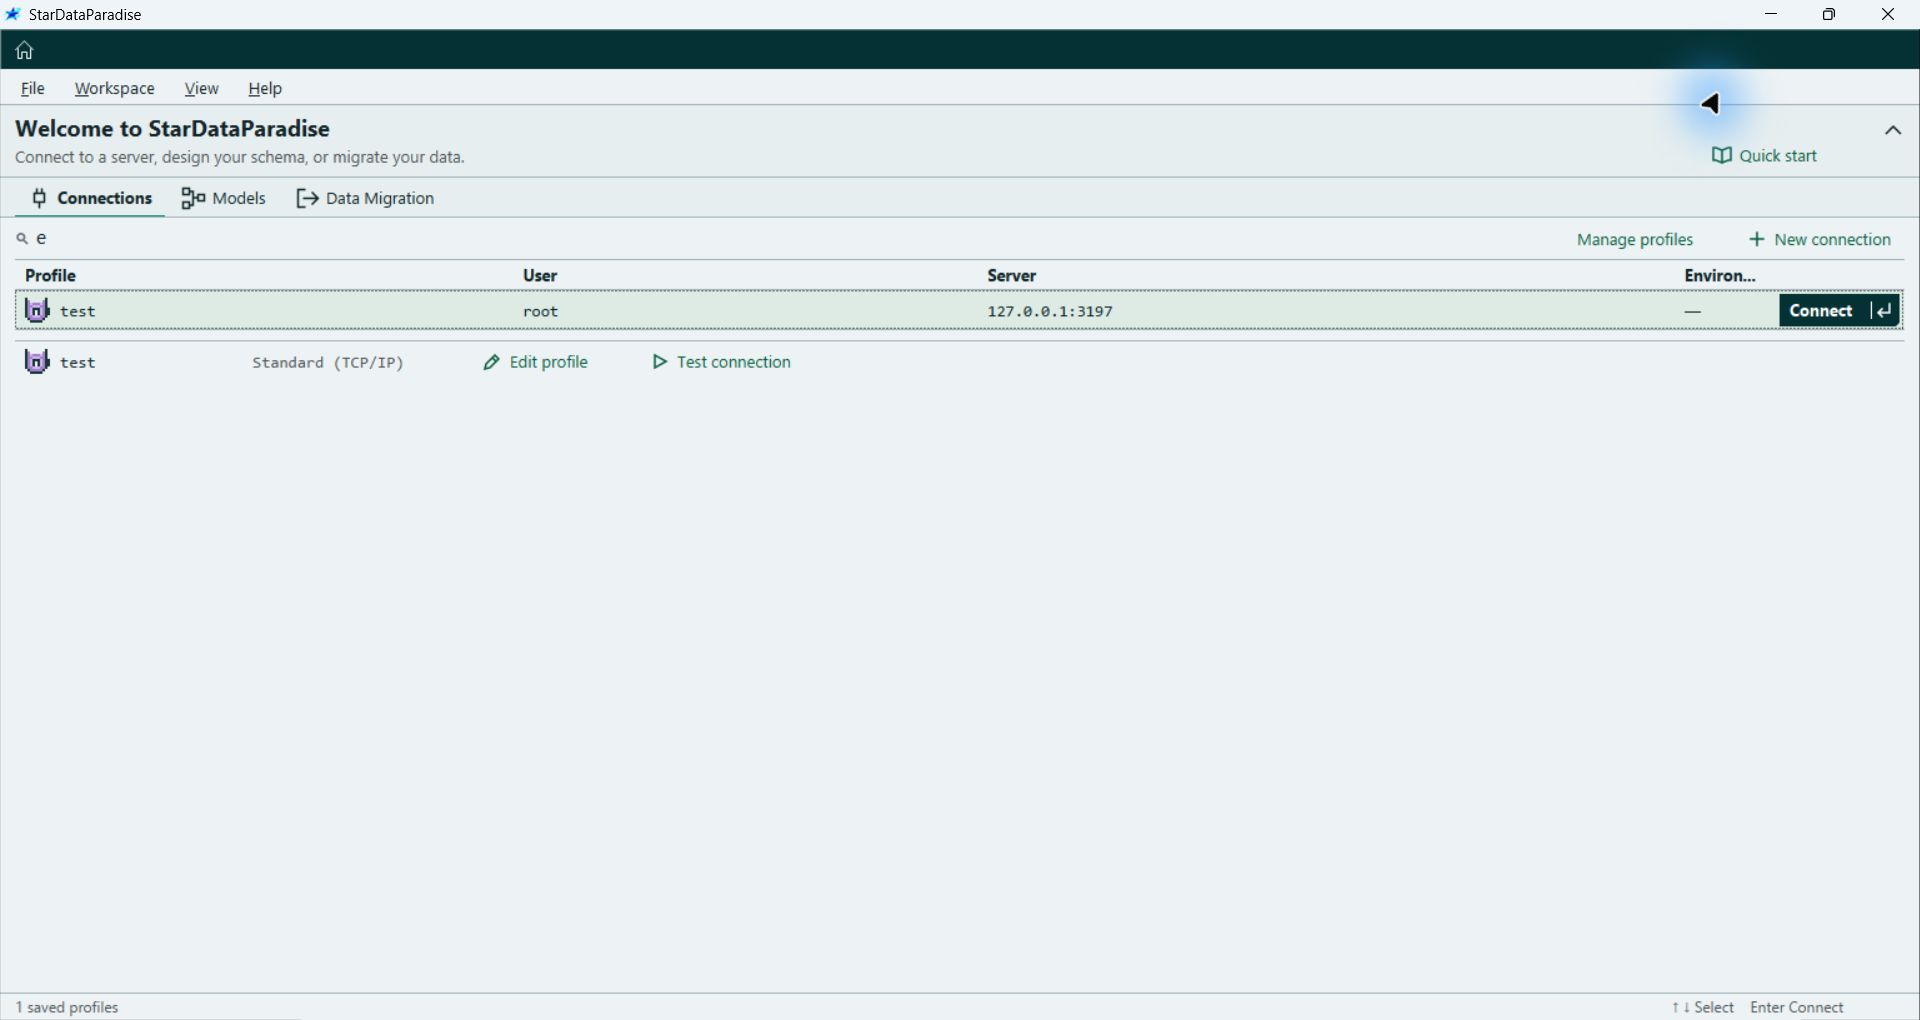 StarDataParadise
File Workspace View Help
Welcome to StarDataParadise
Connect to a server, design your schema, or migrate your data.
Quick start
Connections Models Data Migration
e
Manage profiles + New connection
Profile User Server Environ...
test root 127.0.0.1:3197 — Connect
test Standard (TCP/IP) Edit profile Test connection
1 saved profiles ↑↓ Select Enter Connect